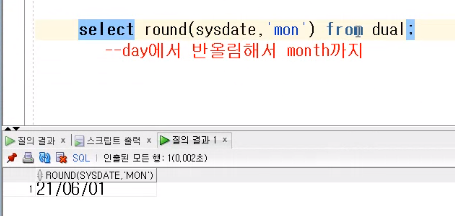 select round(sysdate,'mon') from dual;
--day에서 반올림해서 month까지
질의 결과 × 스크립트 출력 × 질의 결과 1 ×
SQL | 인출된 모든 행: 1(0,002초)
ROUND(SYSDATE,'MON')
1 21/06/01